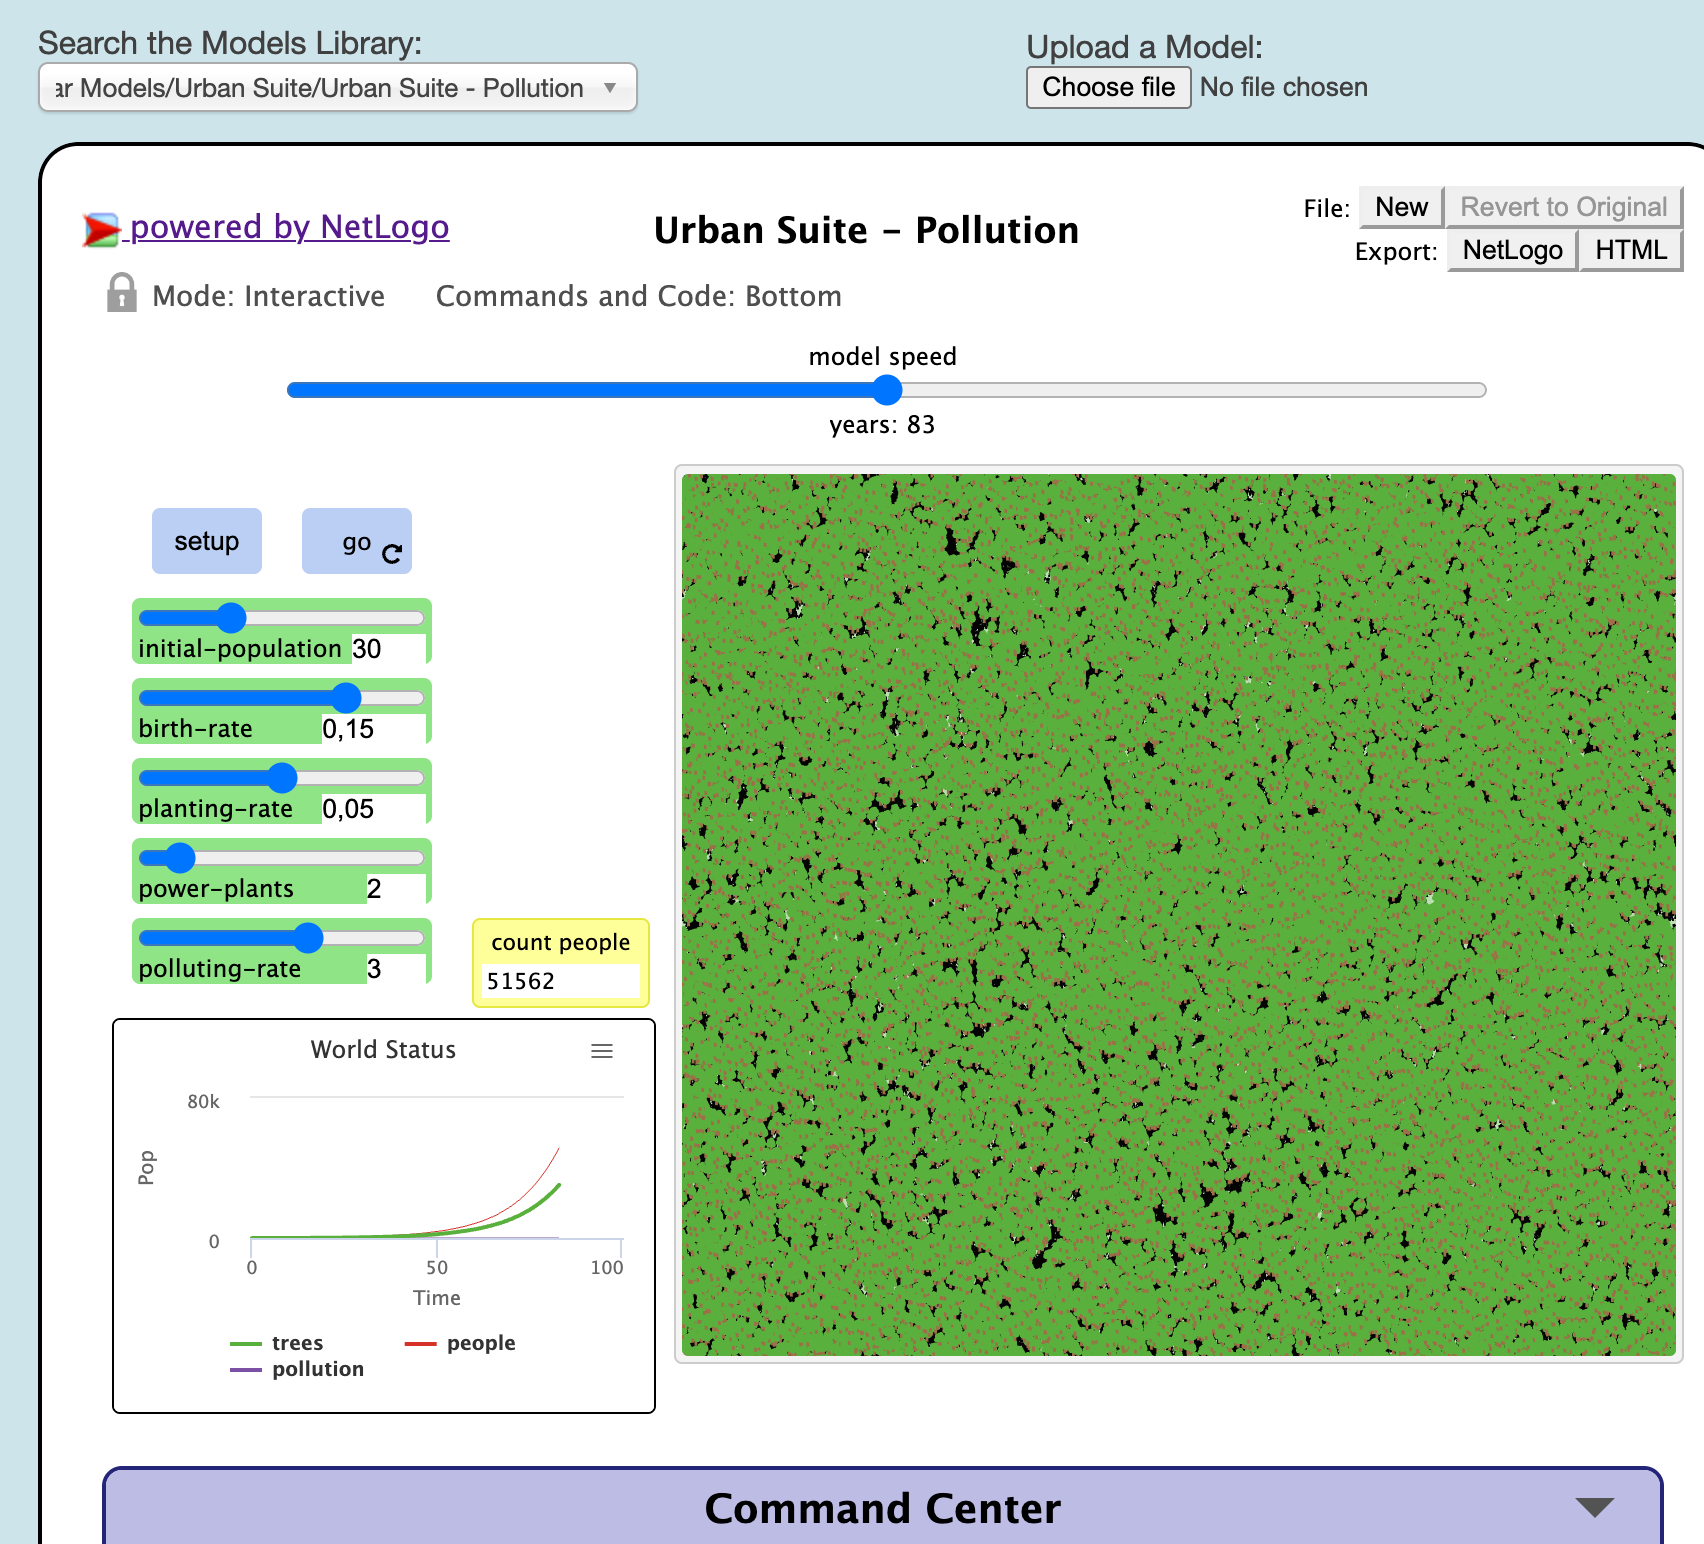 Search the Models Library:
ar Models/Urban Suite/Urban Suite - Pollution
Upload a Model:
Choose file No file chosen
powered by NetLogo
Urban Suite - Pollution
File: New Revert to Original
Export: NetLogo HTML
Mode: Interactive Commands and Code: Bottom
model speed
years: 83
setup go
initial-population 30
birth-rate 0,15
planting-rate 0,05
power-plants 2
polluting-rate 3
count people
51562
World Status
80k
Pop
0
0 50 100
Time
trees people
pollution
Command Center